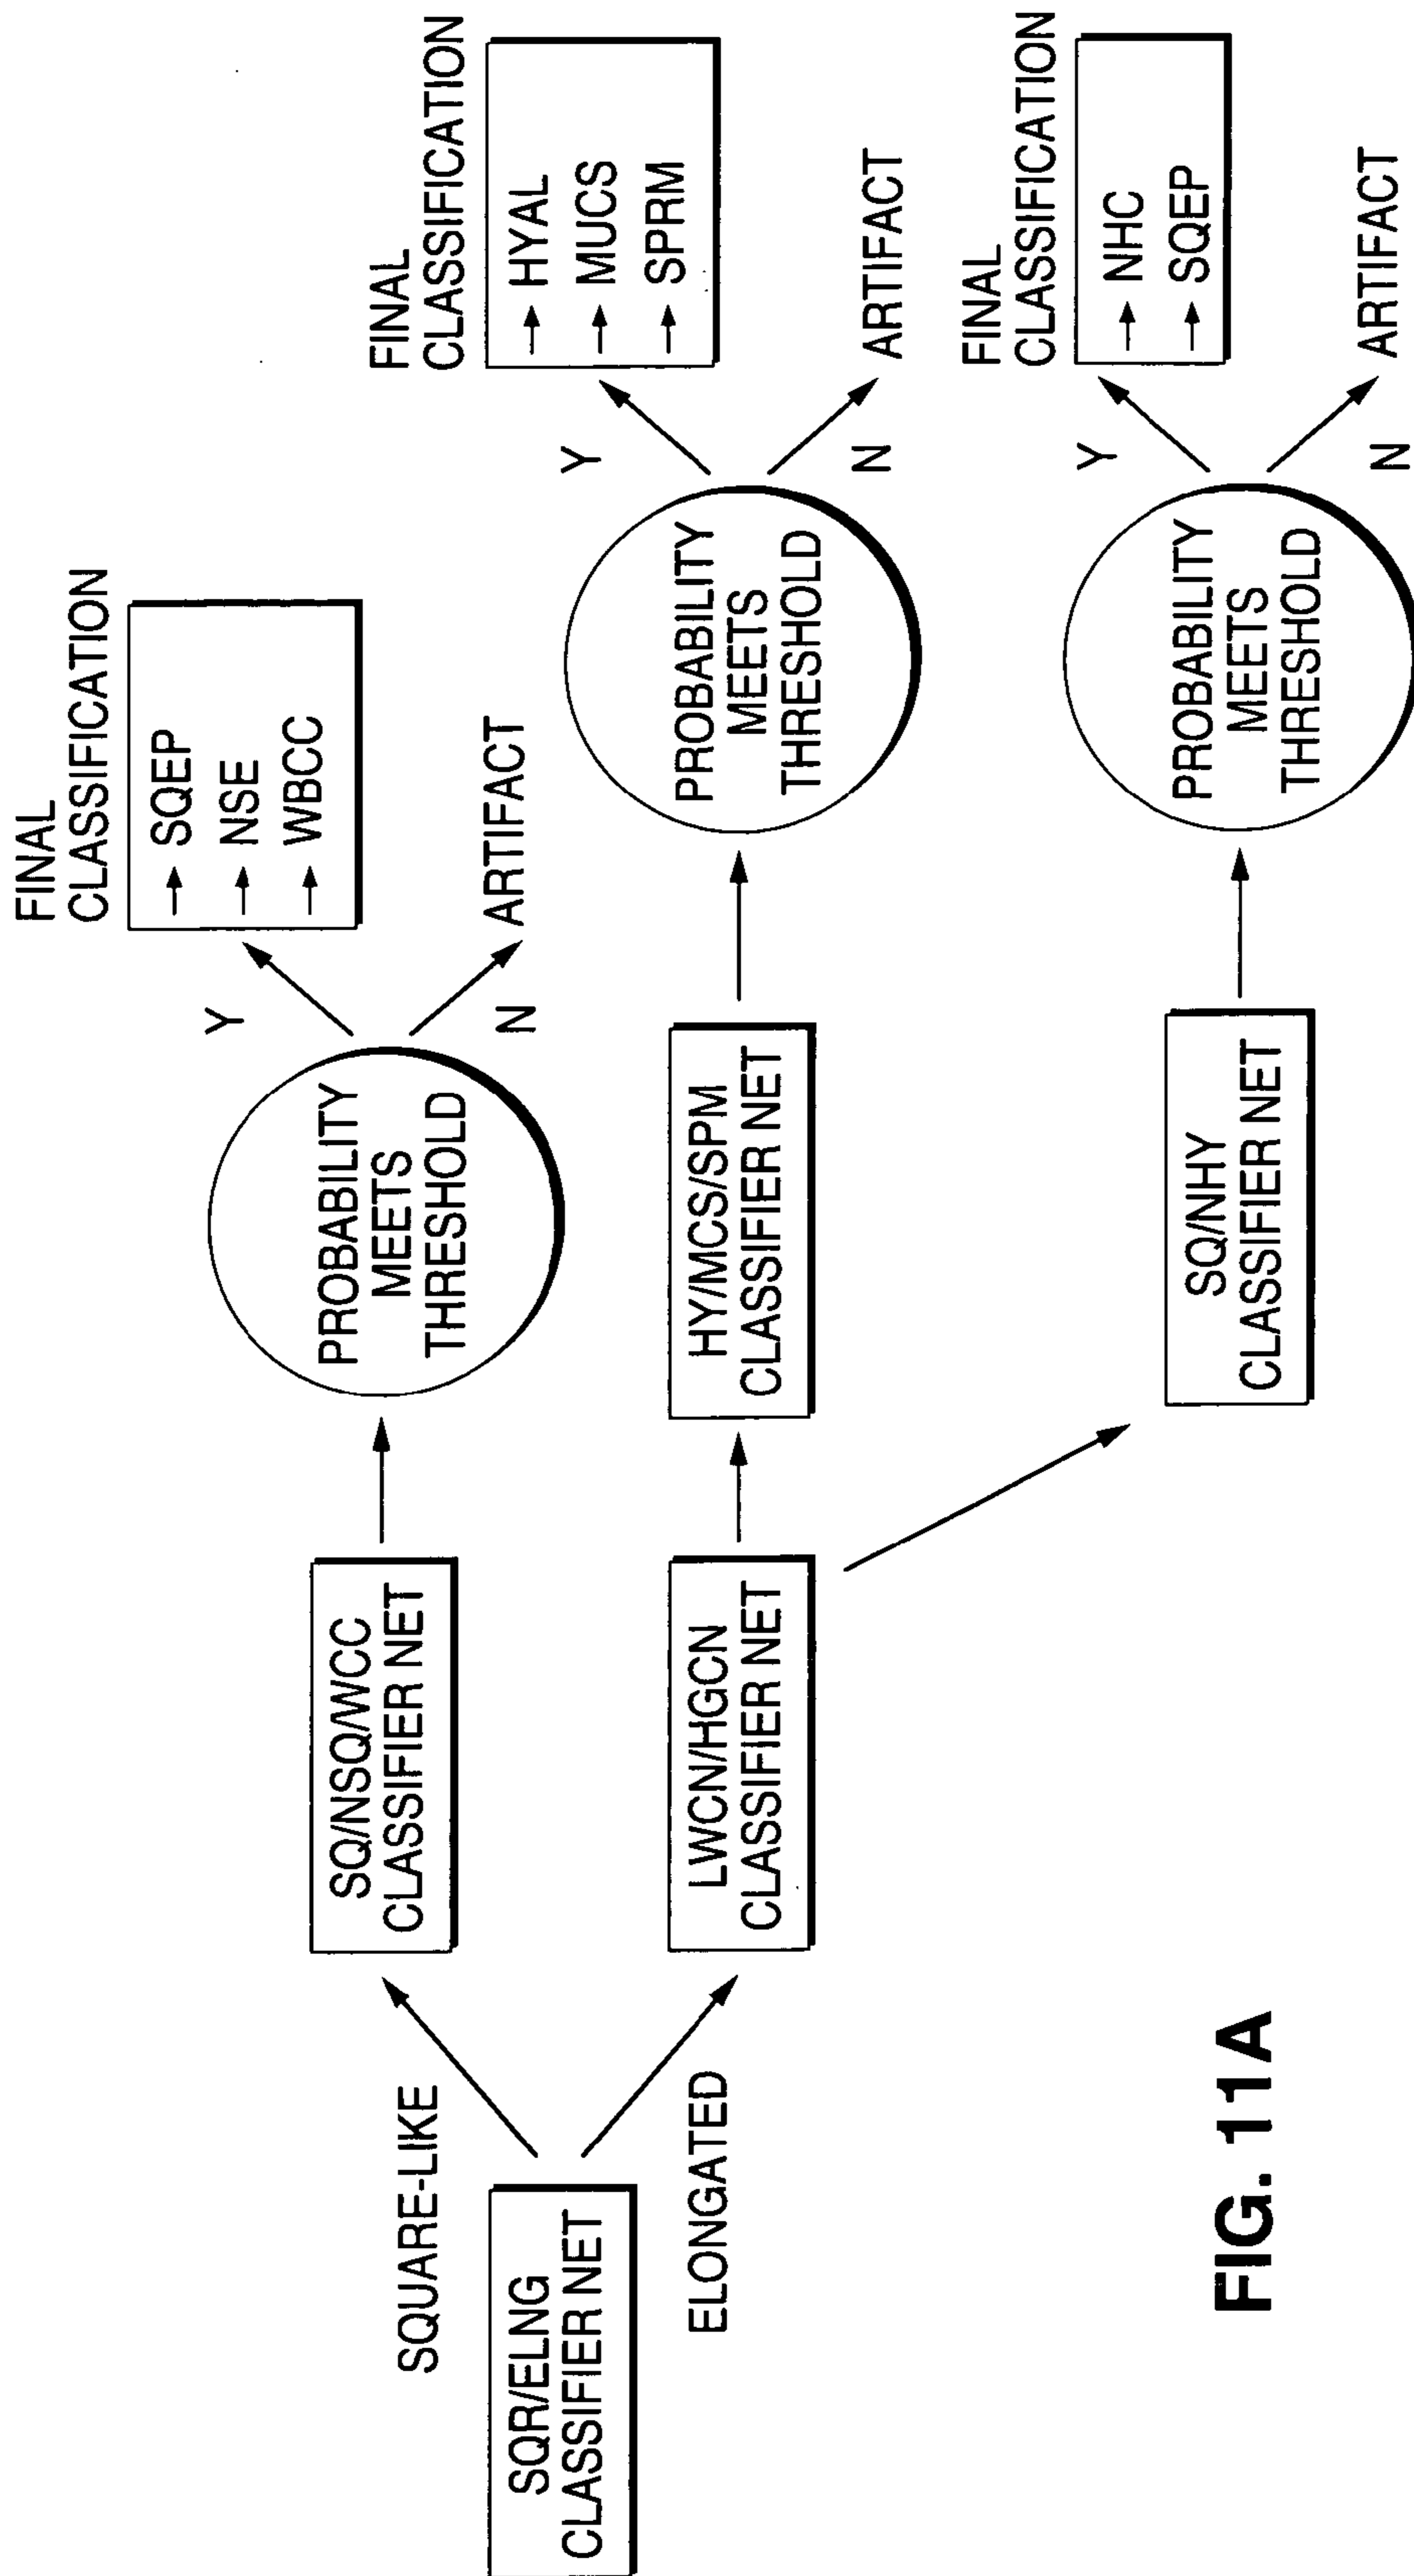 SQR/ELNG
CLASSIFIER NET
SQUARE-LIKE
ELONGATED
SQ/NSQ/WCC
CLASSIFIER NET
PROBABILITY
MEETS
THRESHOLD
Y
N
FINAL
CLASSIFICATION
→ SQEP
→ NSE
→ WBCC
ARTIFACT
LWCN/HGCN
CLASSIFIER NET
HY/MCS/SPM
CLASSIFIER NET
PROBABILITY
MEETS
THRESHOLD
Y
N
FINAL
CLASSIFICATION
→ HYAL
→ MUCS
→ SPRM
ARTIFACT
SQ/NHY
CLASSIFIER NET
PROBABILITY
MEETS
THRESHOLD
Y
N
FINAL
CLASSIFICATION
→ NHC
→ SQEP
ARTIFACT
FIG. 11A